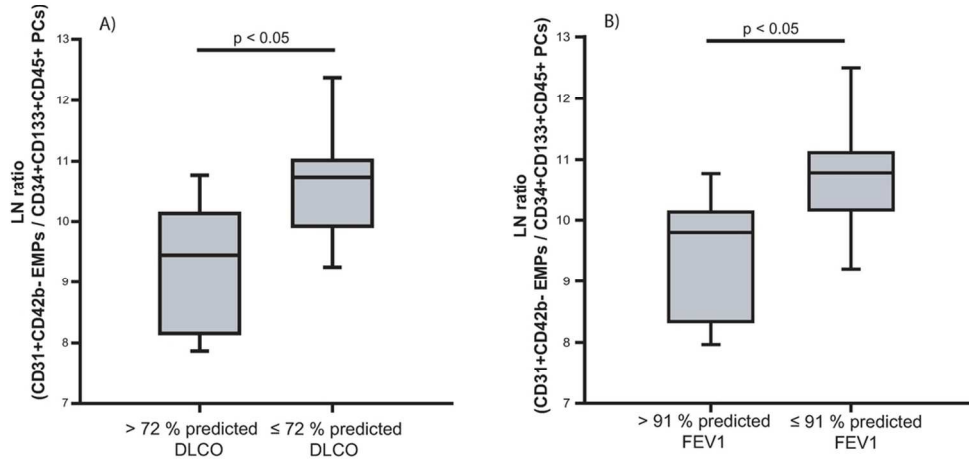 A)
LN ratio
(CD31+CD42b- EMPs / CD34+CD133+CD45+ PCs)
13
12
11
10
9
8
7
p < 0.05
> 72 % predicted
DLCO
≤ 72 % predicted
DLCO
B)
LN ratio
(CD31+CD42b- EMPs / CD34+CD133+CD45+ PCs)
13
12
11
10
9
8
7
p < 0.05
> 91 % predicted
FEV1
≤ 91 % predicted
FEV1